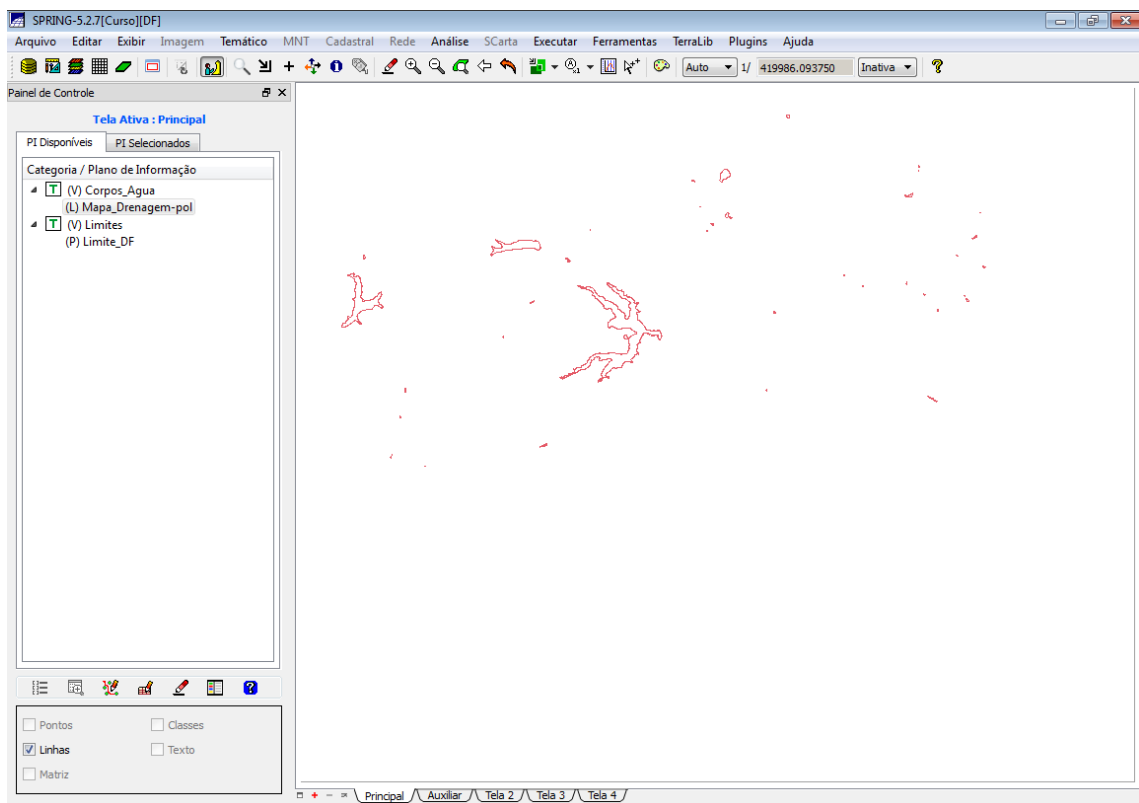 SPRING-5.2.7[Curso][DF]
Arquivo Editar Exibir Imagem Temático MNT Cadastral Rede Análise SCarta Executar Ferramentas TerraLib Plugins Ajuda
Auto 1/ 419986.093750 Inativa
Painel de Controle
Tela Ativa : Principal
PI Disponíveis PI Selecionados
Categoria / Plano de Informação
T (V) Corpos_Agua
(L) Mapa_Drenagem-pol
T (V) Limites
(P) Limite_DF
Pontos Classes
Linhas Texto
Matriz
Principal Auxiliar Tela 2 Tela 3 Tela 4